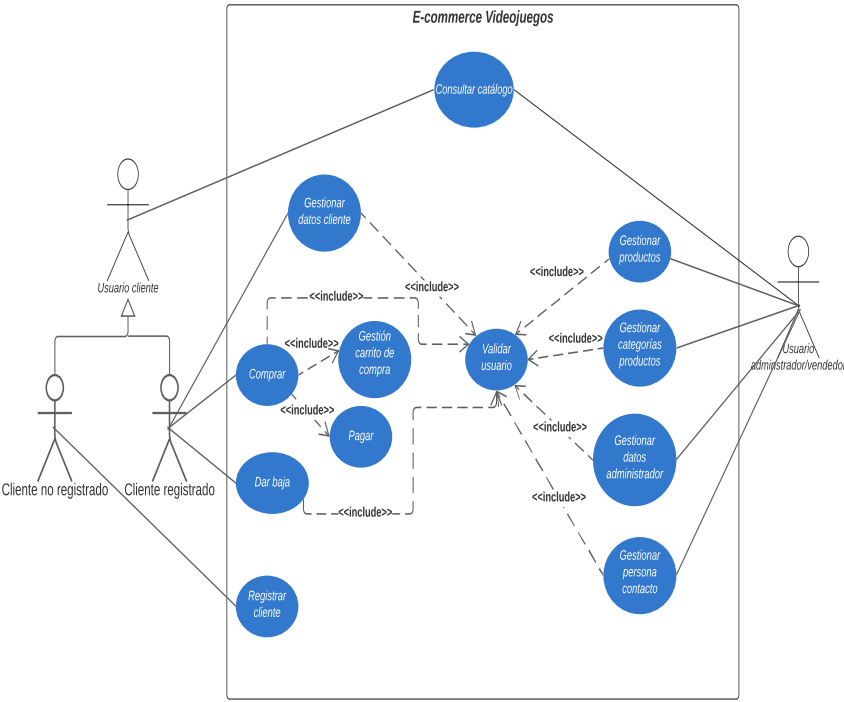 E-commerce Videojuegos
Consultar catálogo
Gestionar
datos cliente
Gestionar
productos
<<include>>
<<include>>
Usuario cliente
<<include>>
<<include>>
Gestión
carrito de
compra
<<include>>
Gestionar
categorías
productos
Validar
usuario
Usuario
adminstrador/vendedor
Comprar
<<include>>
Pagar
<<include>>
Gestionar
datos
administrador
Cliente no registrado
Cliente registrado
Dar baja
<<include>>
<<include>>
Gestionar
persona
contacto
Registrar
cliente